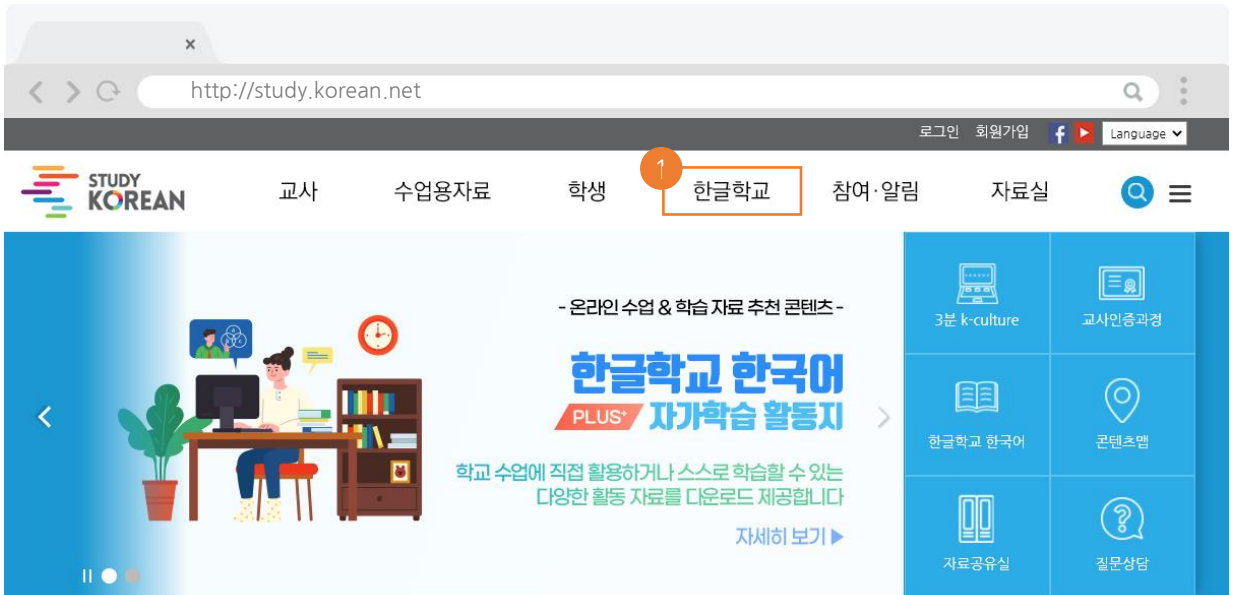 ×
http://study.korean.net
로그인 회원가입 Language
STUDY
KOREAN
교사 수업용자료 학생 1 한글학교 참여·알림 자료실
- 온라인 수업 & 학습 자료 추천 콘텐츠 -
한글학교 한국어
PLUS+ 자가학습 활동지
학교 수업에 직접 활용하거나 스스로 학습할 수 있는
다양한 활동 자료를 다운로드 제공합니다
자세히 보기 ▶
3분 k-culture 교사인증과정
한글학교 한국어 콘텐츠맵
자료공유실 질문상담